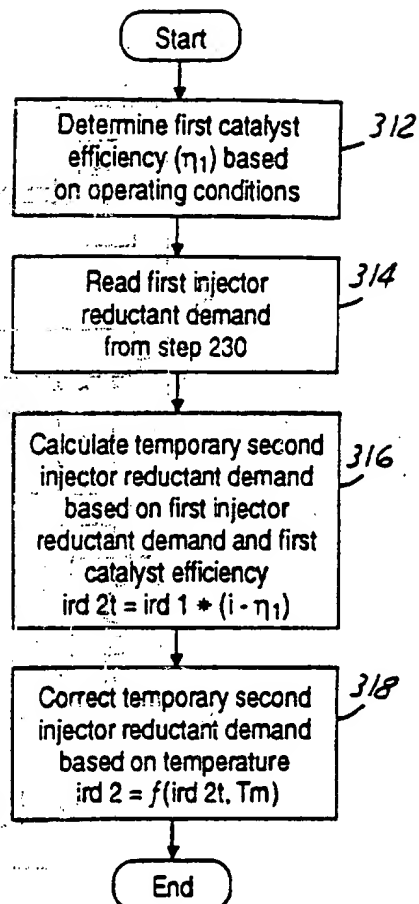 Start
Determine first catalyst
efficiency (η1) based
on operating conditions
312
Read first injector
reductant demand
from step 230
314
Calculate temporary second
injector reductant demand
based on first injector
reductant demand and first
catalyst efficiency
ird 2t = ird 1 * (i - η1)
316
Correct temporary second
injector reductant demand
based on temperature
ird 2 = f(ird 2t, Tm)
318
End